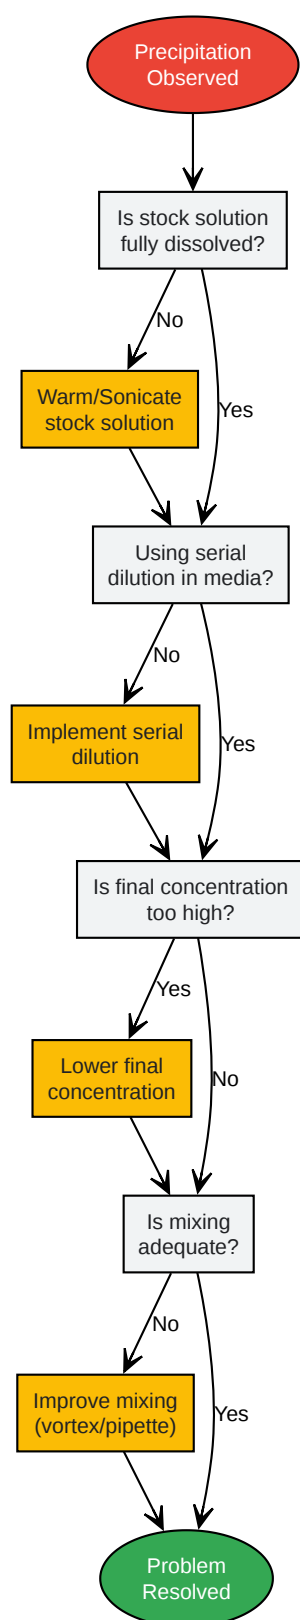 Precipitation
Observed
Is stock solution
fully dissolved?
No
Warm/Sonicate
stock solution
Yes
Using serial
dilution in media?
No
Implement serial
dilution
Yes
Is final concentration
too high?
Yes
Lower final
concentration
No
Is mixing
adequate?
No
Improve mixing
(vortex/pipette)
Yes
Problem
Resolved